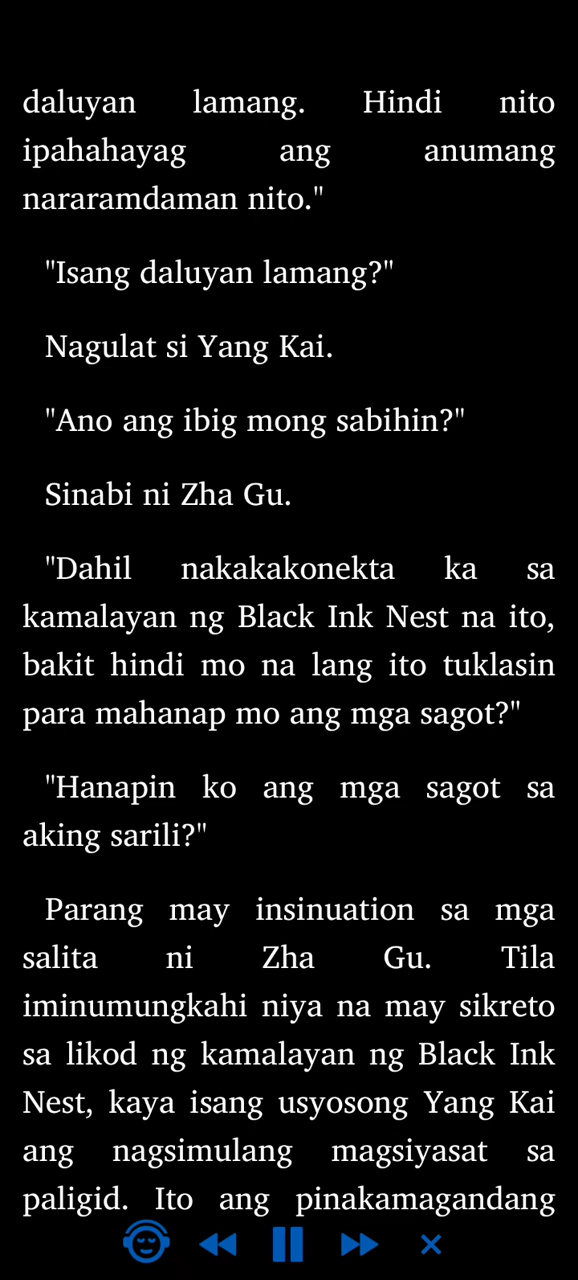 daluyan lamang. Hindi nito
ipahahayag ang anumang
nararamdaman nito."
"Isang daluyan lamang?"
Nagulat si Yang Kai.
"Ano ang ibig mong sabihin?"
Sinabi ni Zha Gu.
"Dahil nakakakonekta ka sa
kamalayan ng Black Ink Nest na ito,
bakit hindi mo na lang ito tuklasin
para mahanap mo ang mga sagot?"
"Hanapin ko ang mga sagot sa
aking sarili?"
Parang may insinuation sa mga
salita ni Zha Gu. Tila
iminumungkahi niya na may sikreto
sa likod ng kamalayan ng Black Ink
Nest, kaya isang usyosong Yang Kai
ang nagsimulang magsiyasat sa
paligid. Ito ang pinakamagandang